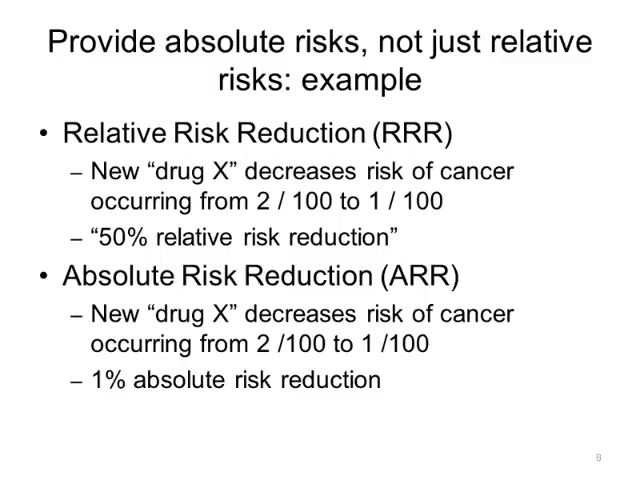 Provide absolute risks, not just relative
risks: example
• Relative Risk Reduction (RRR)
– New “drug X” decreases risk of cancer
occurring from 2 / 100 to 1 / 100
– “50% relative risk reduction”
• Absolute Risk Reduction (ARR)
– New “drug X” decreases risk of cancer
occurring from 2 /100 to 1 /100
– 1% absolute risk reduction
8